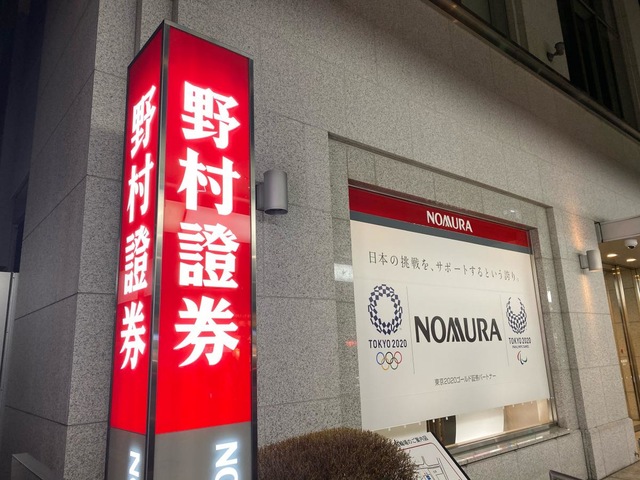 野村證券
野村證券
NOMURA
日本の挑戦を、サポートするという誇り。
TOKYO 2020
NOMURA
TOKYO 2020
東京2020ゴールド証券パートナー
NO